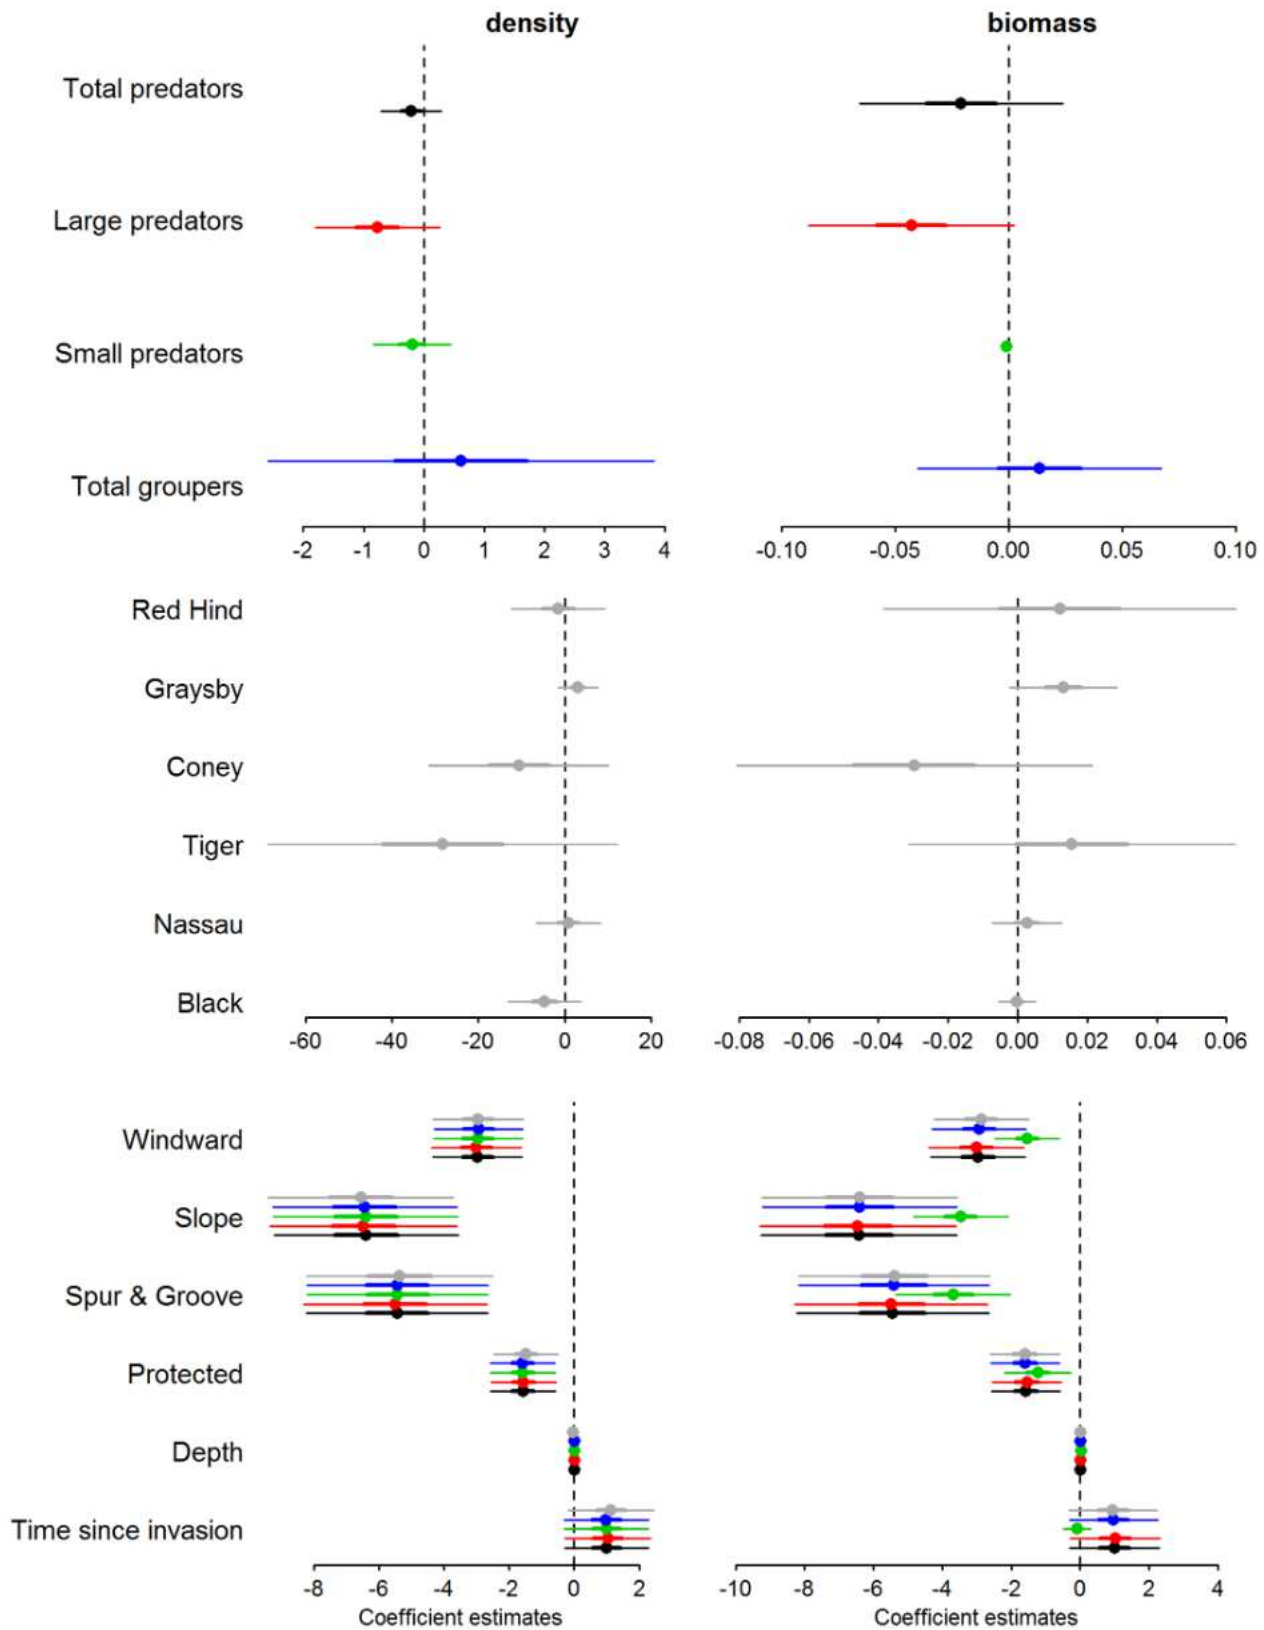 density biomass
Total predators
Large predators
Small predators
Total groupers
-2 -1 0 1 2 3 4 -0.10 -0.05 0.00 0.05 0.10
Red Hind
Graysby
Coney
Tiger
Nassau
Black
-60 -40 -20 0 20 -0.08 -0.06 -0.04 -0.02 0.00 0.02 0.04 0.06
Windward
Slope
Spur & Groove
Protected
Depth
Time since invasion
-8 -6 -4 -2 0 2 -10 -8 -6 -4 -2 0 2 4
Coefficient estimates Coefficient estimates